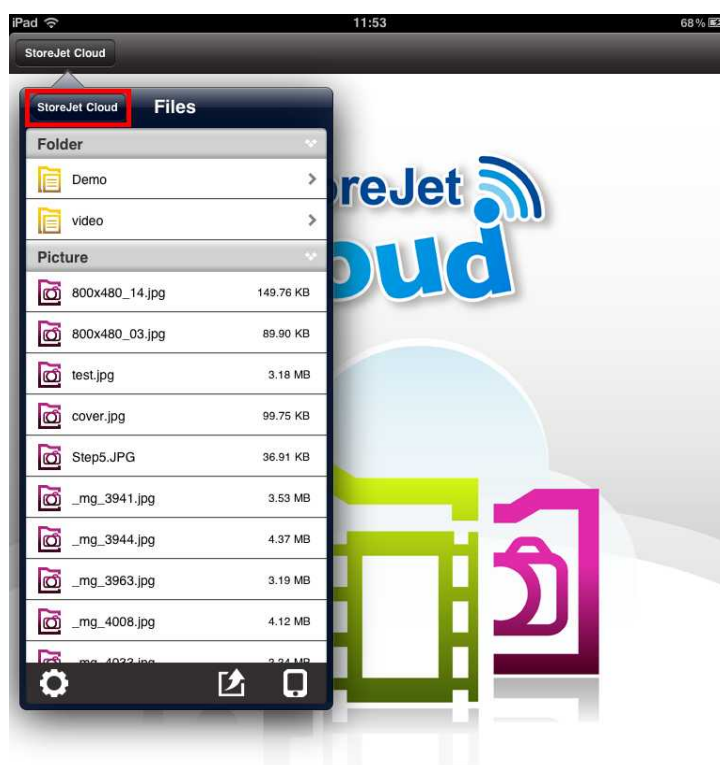 iPad 11:53 68%
StoreJet Cloud
StoreJet Cloud Files
Folder
Demo
video
Picture
800x480_14.jpg 149.76 KB
800x480_03.jpg 89.90 KB
test.jpg 3.18 MB
cover.jpg 99.75 KB
Step5.JPG 36.91 KB
_mg_3941.jpg 3.53 MB
_mg_3944.jpg 4.37 MB
_mg_3963.jpg 3.19 MB
_mg_4008.jpg 4.12 MB
reJet
oud